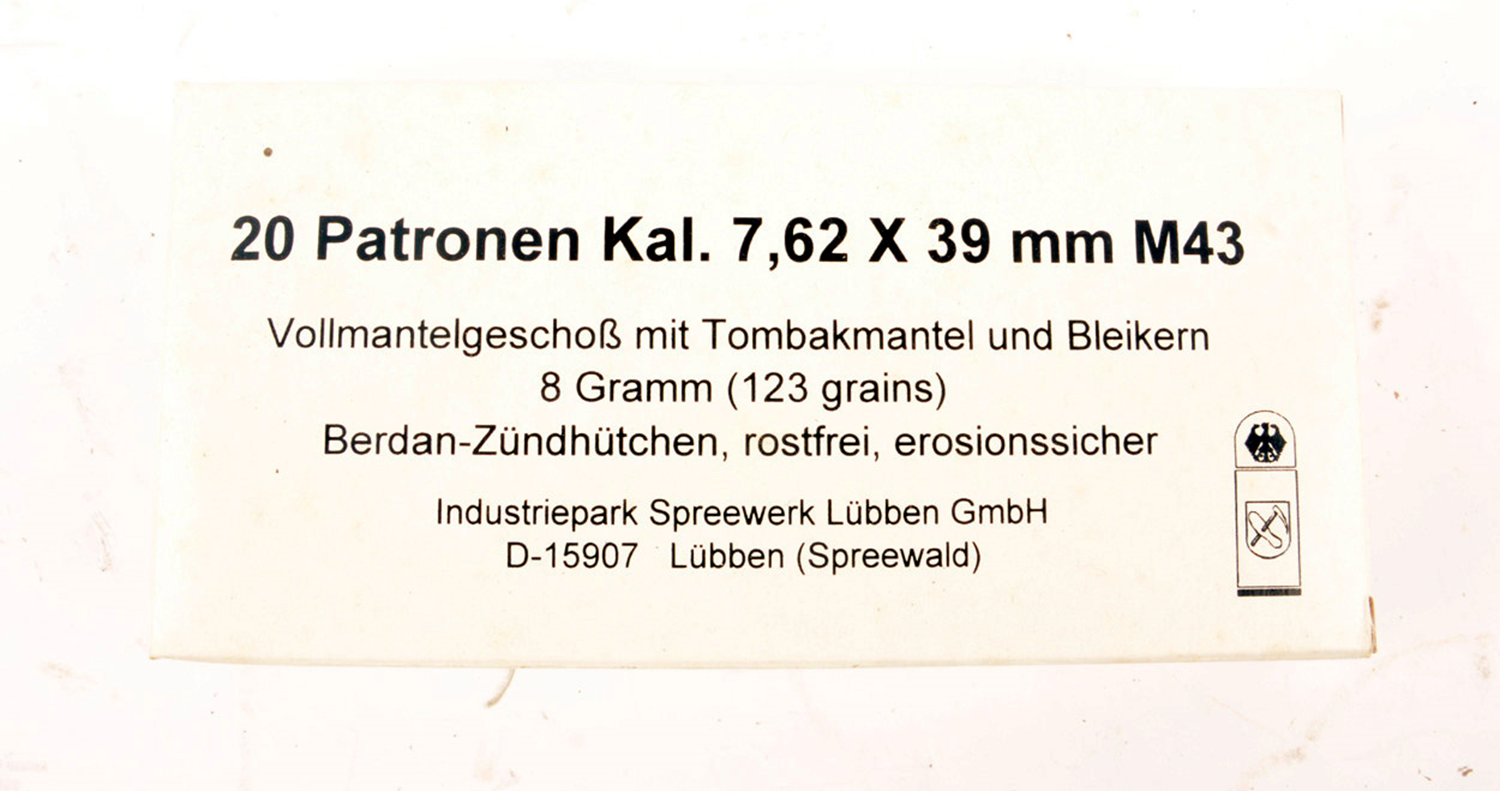 20 Patronen Kal. 7,62 X 39 mm M43
Vollmantelgeschoß mit Tombakmantel und Bleikern
8 Gramm (123 grains)
Berdan-Zündhütchen, rostfrei, erosionssicher
Industriepark Spreewerk Lübben GmbH
D-15907 Lübben (Spreewald)